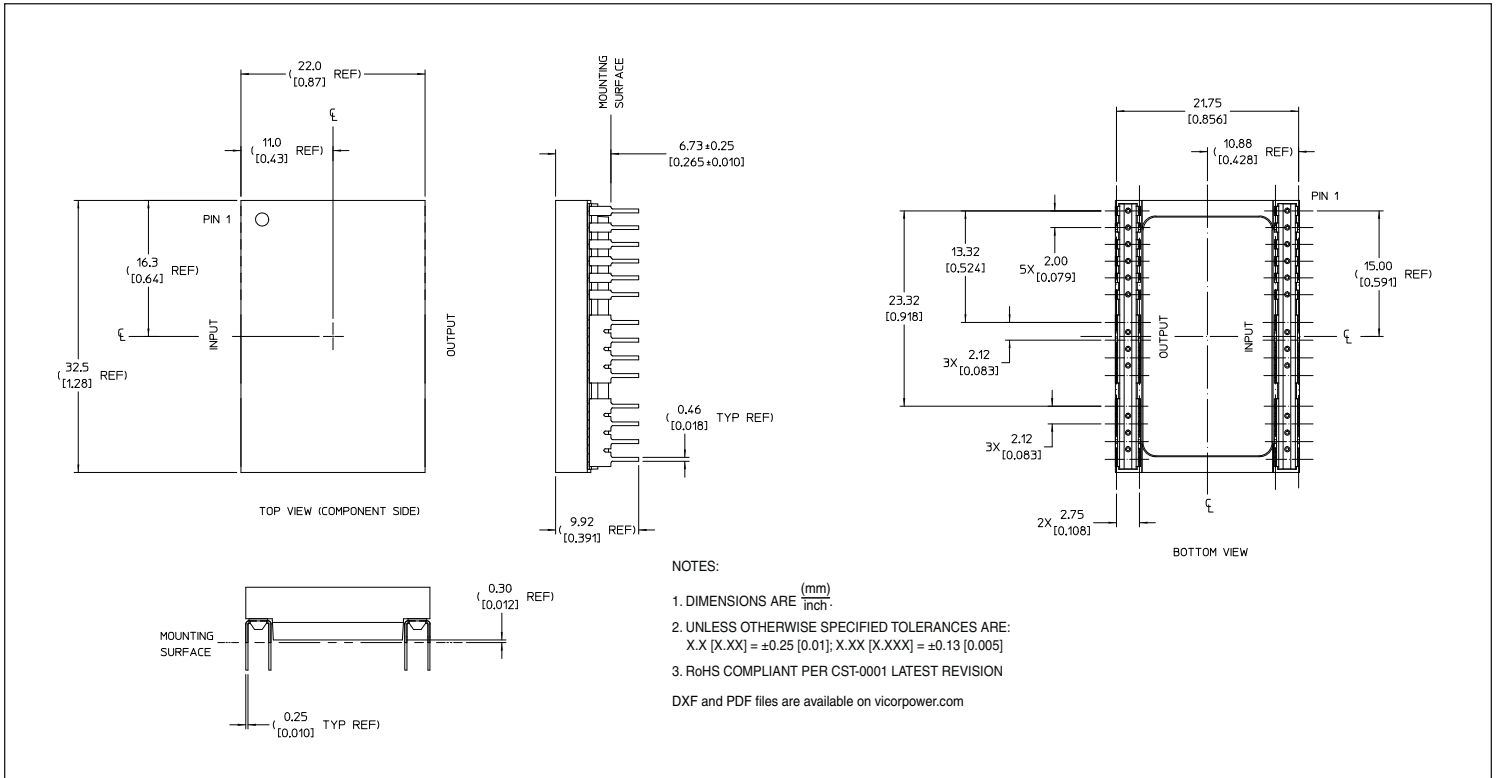 22.0
( [0.87] REF)
℄
11.0
( [0.43] REF)
PIN 1
16.3
( [0.64] REF)
℄
INPUT
OUTPUT
32.5
( [1.28] REF)
TOP VIEW (COMPONENT SIDE)
MOUNTING
SURFACE
6.73±0.25
[0.265±0.010]
0.46
( [0.018] TYP REF)
9.92
( [0.391] REF)
21.75
[0.856]
10.88
( [0.428] REF)
PIN 1
13.32
[0.524]
5X 2.00
[0.079]
15.00
( [0.591] REF)
23.32
[0.918]
OUTPUT
INPUT
℄
3X 2.12
[0.083]
3X 2.12
[0.083]
℄
2X 2.75
[0.108]
BOTTOM VIEW
0.30
( [0.012] REF)
MOUNTING
SURFACE
0.25
( [0.010] TYP REF)
NOTES:
1. DIMENSIONS ARE (mm)
inch.
2. UNLESS OTHERWISE SPECIFIED TOLERANCES ARE:
X.X [X.XX] = ±0.25 [0.01]; X.XX [X.XXX] = ±0.13 [0.005]
3. RoHS COMPLIANT PER CST-0001 LATEST REVISION
DXF and PDF files are available on vicorpower.com